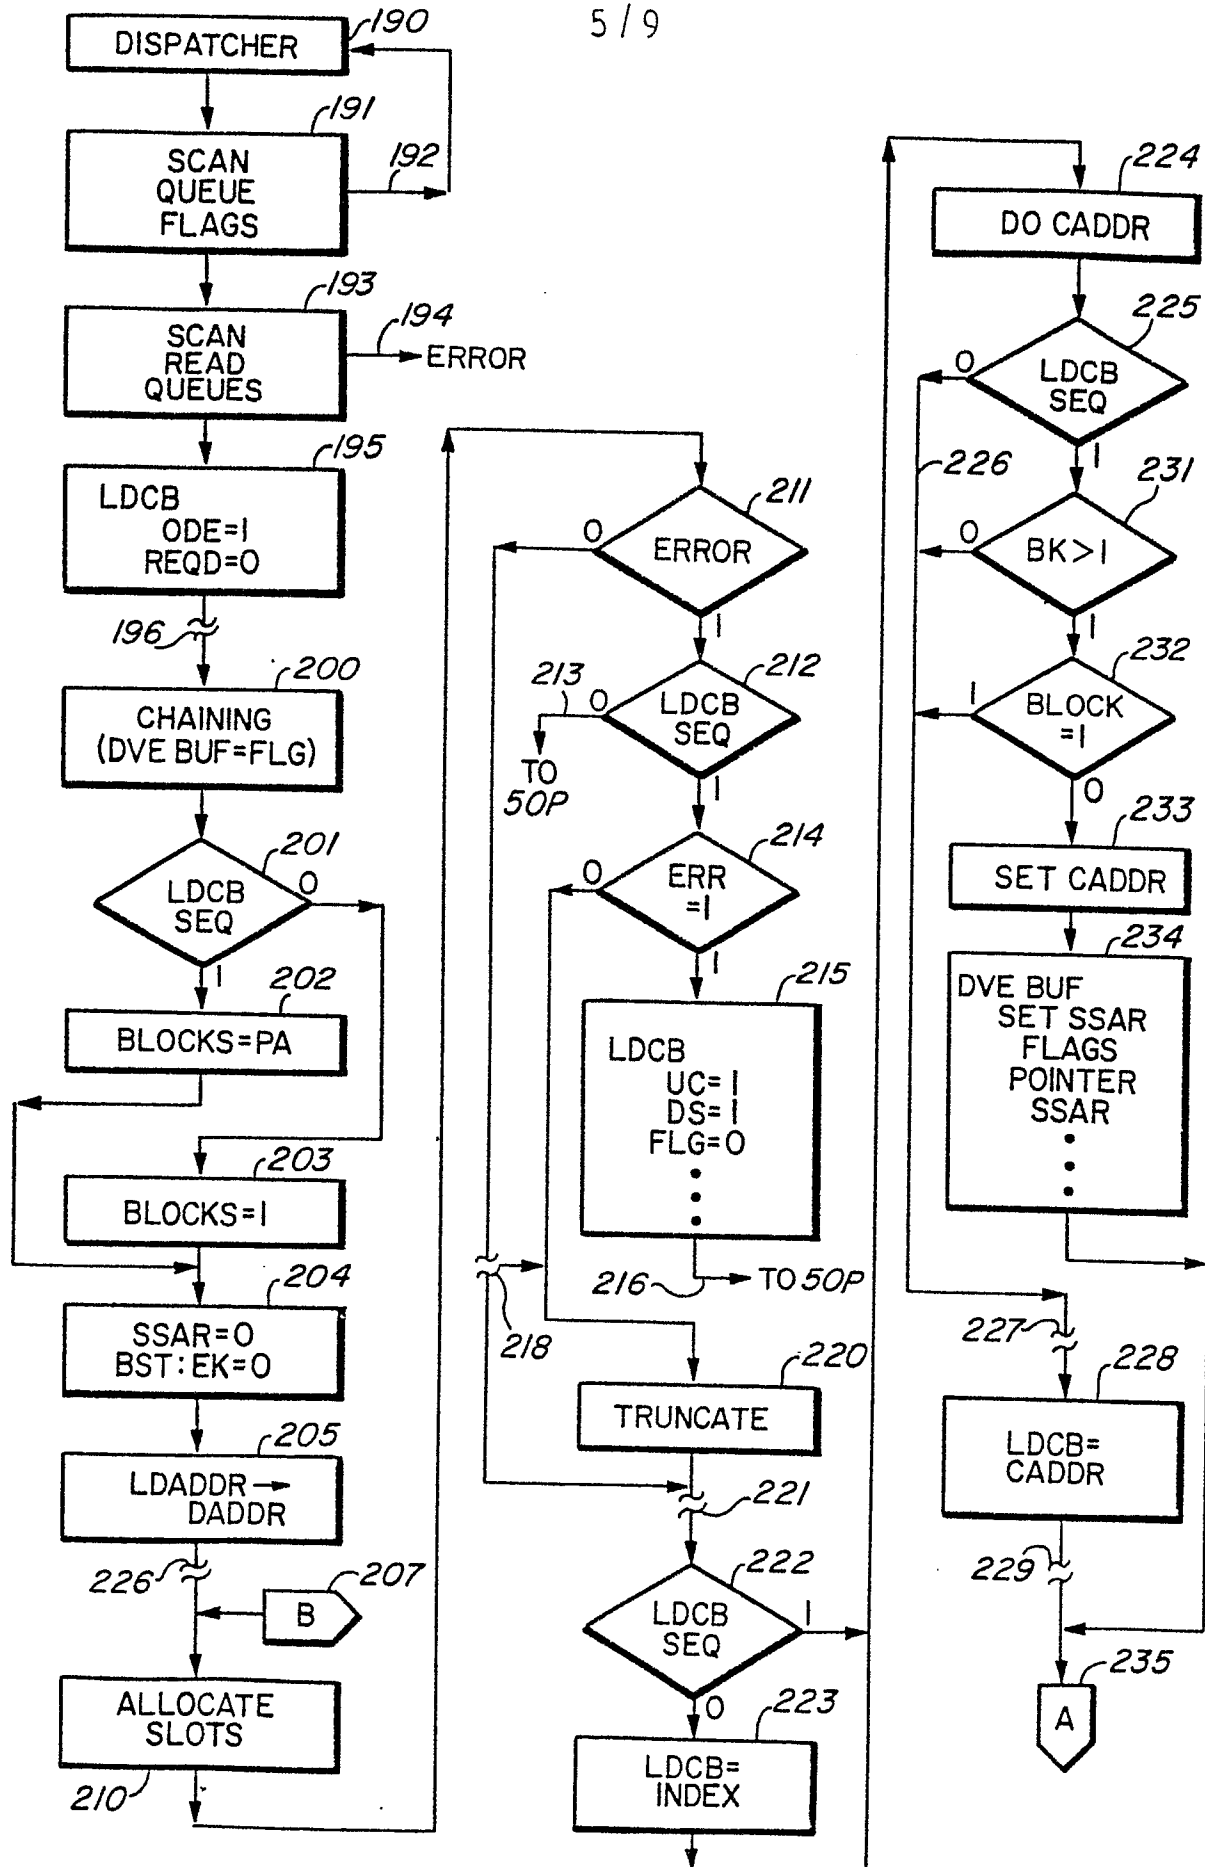 5/9
190
DISPATCHER
191
SCAN
QUEUE
FLAGS
192
193
SCAN
READ
QUEUES
194
ERROR
195
LDCB
ODE=1
REQD=0
196
200
CHAINING
(DVE BUF=FLG)
201
LDCB
SEQ
0
1
202
BLOCKS=PA
203
BLOCKS=1
204
SSAR=0
BST:EK=0
205
LDADDR→
DADDR
226
207
B
ALLOCATE
SLOTS
210
211
0
ERROR
1
212
213
0
LDCB
SEQ
TO
50P
1
214
0
ERR
=1
1
215
LDCB
UC=1
DS=1
FLG=0
216
TO 50P
218
220
TRUNCATE
221
222
LDCB
SEQ
1
0
223
LDCB=
INDEX
224
DO CADDR
225
0
LDCB
SEQ
1
226
231
0
BK>1
1
232
1
BLOCK
=1
0
233
SET CADDR
234
DVE BUF
SET SSAR
FLAGS
POINTER
SSAR
227
228
LDCB=
CADDR
229
235
A